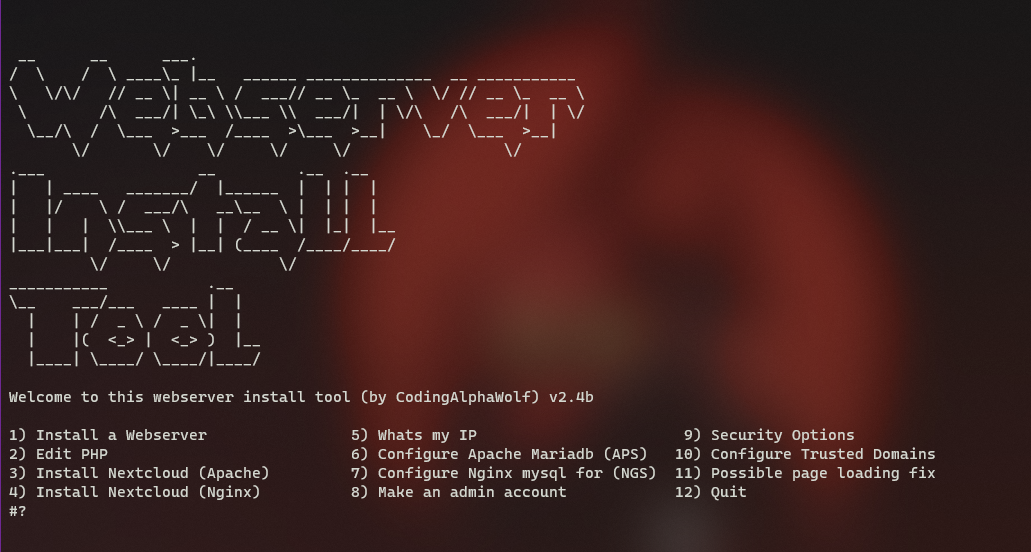 Webserver
Install
Tool
Welcome to this webserver install tool (by CodingAlphaWolf) v2.4b
1) Install a Webserver 5) Whats my IP 9) Security Options
2) Edit PHP 6) Configure Apache Mariadb (APS) 10) Configure Trusted Domains
3) Install Nextcloud (Apache) 7) Configure Nginx mysql for (NGS) 11) Possible page loading fix
4) Install Nextcloud (Nginx) 8) Make an admin account 12) Quit
#?